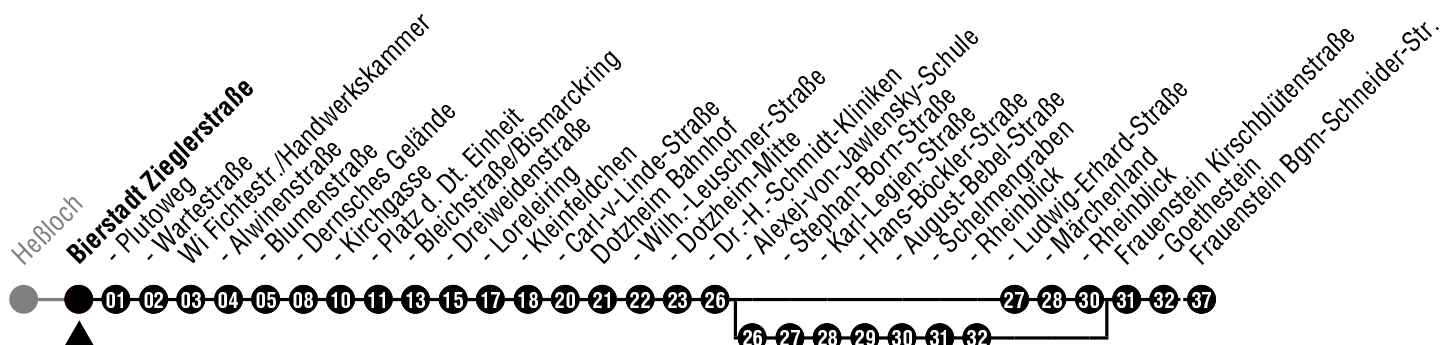 Heßloch
Bierstadt Zieglerstraße
- Plutoweg
- Wartestraße
Wi Fichtestr./Handwerkskammer
- Alwinenstraße
- Blumenstraße
- Dernsches Gelände
- Kirchgasse
- Platz d. Dt. Einheit
- Bleichstraße/Bismarckring
- Dreiweidenstraße
- Loreleiring
- Kleinfeldchen
- Carl-v-Linde-Straße
Dotzheim Bahnhof
- Wilh.-Leuschner-Straße
- Dotzheim-Mitte
- Dr.-H.-Schmidt-Kliniken
- Alexej-von-Jawlensky-Schule
- Stephan-Born-Straße
- Karl-Legien-Straße
- Hans-Böckler-Straße
- August-Bebel-Straße
- Schelmengraben
- Rheinblick
- Ludwig-Erhard-Straße
- Märchenland
- Rheinblick
Frauenstein Kirschblütenstraße
- Goethestein
Frauenstein Bgm-Schneider-Str.
01 02 03 04 05 08 10 11 13 15 17 18 20 21 22 23 26 27 28 30 31 32 37
26 27 28 29 30 31 32